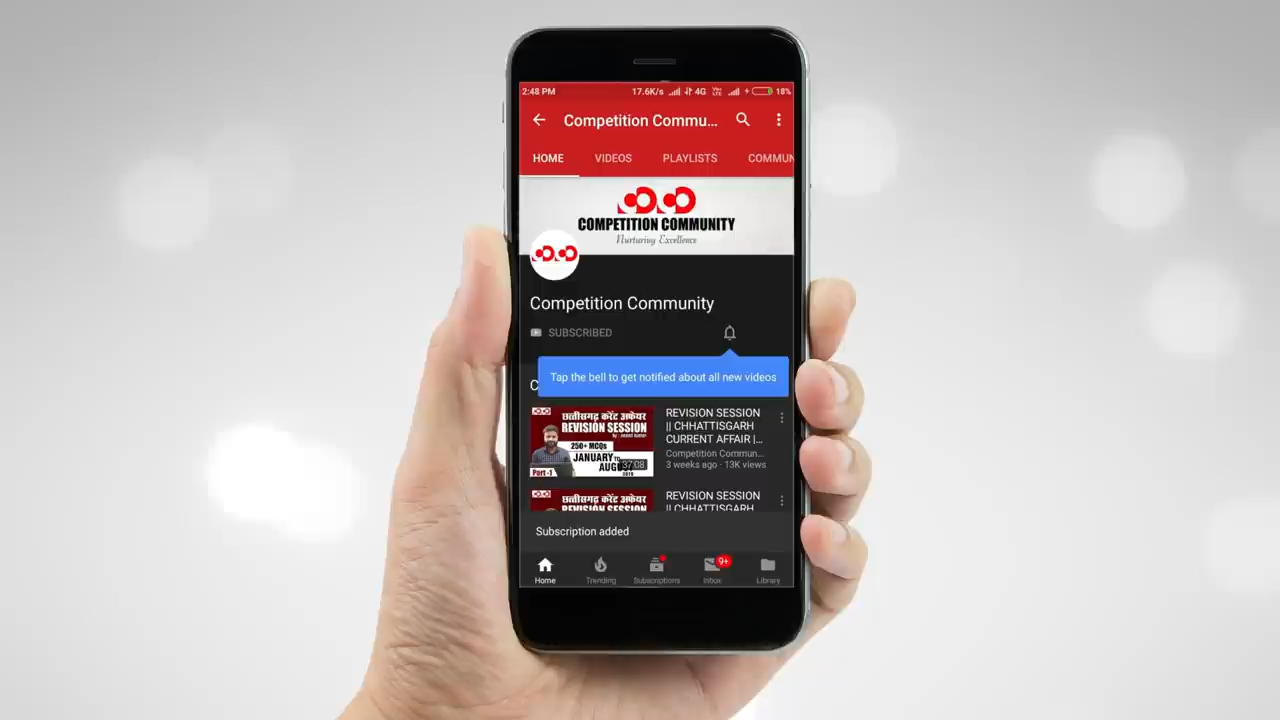 2:48 PM 17.6K/s 4G VoLTE 18%
Competition Commu...
HOME VIDEOS PLAYLISTS COMMUN
COMPETITION COMMUNITY
Nurturing Excellence
Competition Community
SUBSCRIBED
Tap the bell to get notified about all new videos
C
छत्तीसगढ़ करेंट अफेयर
REVISION SESSION
250+ MCQs
JANUARY TO
AUG
37:08
Part -1
REVISION SESSION
|| CHHATTISGARH
CURRENT AFFAIR |...
Competition Commun...
3 weeks ago · 13K views
छत्तीसगढ़ करेंट अफेयर
REVISION SESSION
REVISION SESSION
|| CHHATTISGARH
Subscription added
Home Trending Subscriptions Inbox 9+ Library